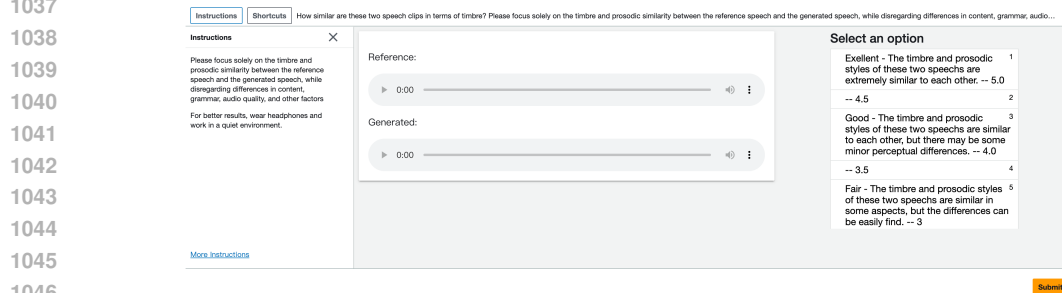 1037
1038
1039
1040
1041
1042
1043
1044
1045
1046
Instructions Shortcuts How similar are these two speech clips in terms of timbre? Please focus solely on the timbre and prosodic similarity between the reference speech and the generated speech, while disregarding differences in content, grammar, audio...
Instructions
Please focus solely on the timbre and
prosodic similarity between the reference
speech and the generated speech, while
disregarding differences in content,
grammar, audio quality, and other factors
For better results, wear headphones and
work in a quiet environment.
More Instructions
Reference:
0:00
Generated:
0:00
Select an option
Exellent - The timbre and prosodic 1
styles of these two speechs are
extremely similar to each other. -- 5.0
-- 4.5 2
Good - The timbre and prosodic 3
styles of these two speechs are similar
to each other, but there may be some
minor perceptual differences. -- 4.0
-- 3.5 4
Fair - The timbre and prosodic styles 5
of these two speechs are similar in
some aspects, but the differences can
be easily find. -- 3